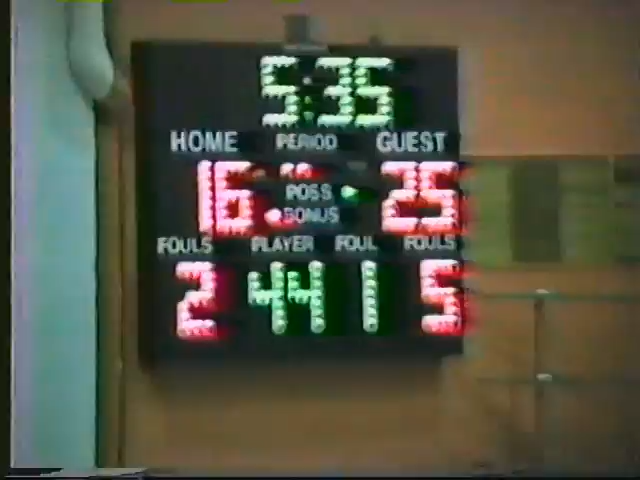 5:35
HOME PERIOD GUEST
16 25
POSS
BONUS
FOULS PLAYER FOUL FOULS
2 44 1 5